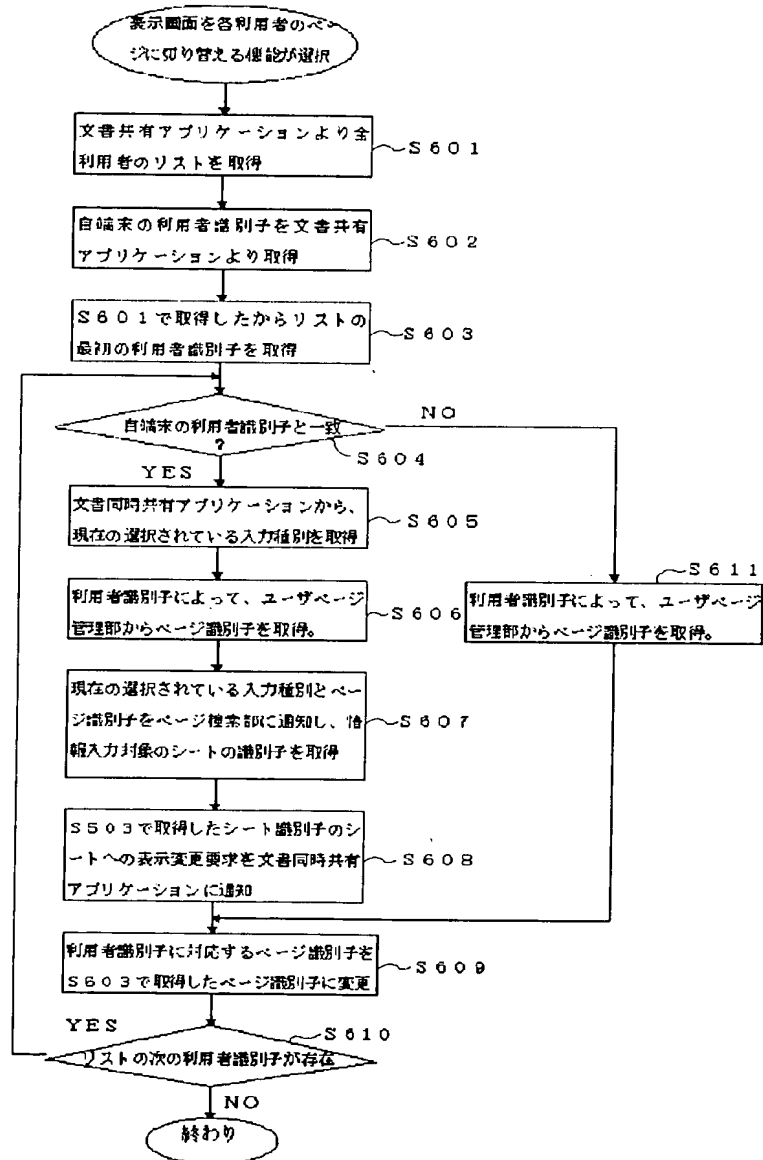 表示画面を各利用者のペー
ジに切り替える機能が選択
文書共有アプリケーションより全
利用者のリストを取得
S601
自端末の利用者識別子を文書共有
アプリケーションより取得
S602
S601で取得したからリストの
最初の利用者識別子を取得
S603
自端末の利用者識別子と一致
?
NO
S604
YES
文書同時共有アプリケーションから、
現在の選択されている入力種別を取得
S605
利用者識別子によって、ユーザページ
管理部からページ識別子を取得。
S606
S611
利用者識別子によって、ユーザページ
管理部からページ識別子を取得。
現在の選択されている入力種別とペー
ジ識別子をページ検索部に通知し、情
報入力対象のシートの識別子を取得
S607
S503で取得したシート識別子のシ
ートへの表示変更要求を文書同時共有
アプリケーションに通知
S608
利用者識別子に対応するページ識別子を
S603で取得したページ識別子に変更
S609
YES
S610
リストの次の利用者識別子が存在
NO
終わり